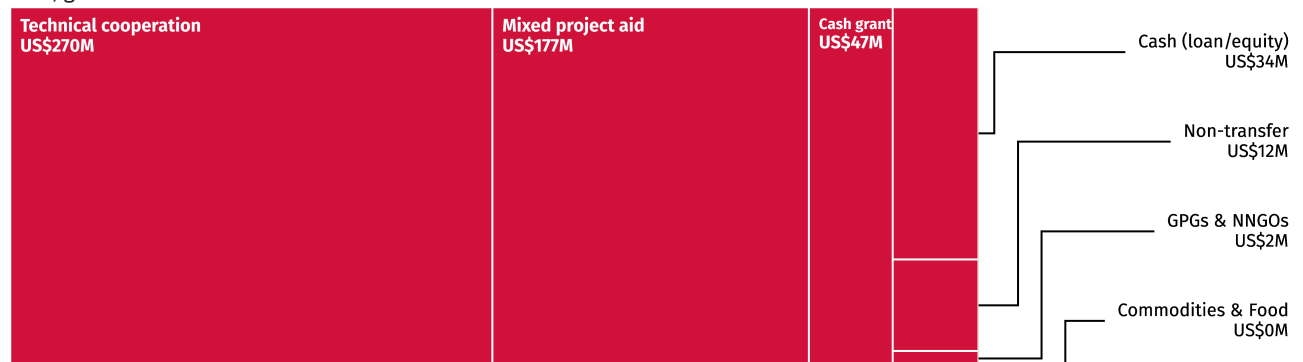 Technical cooperation
US$270M
Mixed project aid
US$177M
Cash grant
US$47M
Cash (loan/equity)
US$34M
Non-transfer
US$12M
GPGs & NNGOs
US$2M
Commodities & Food
US$0M